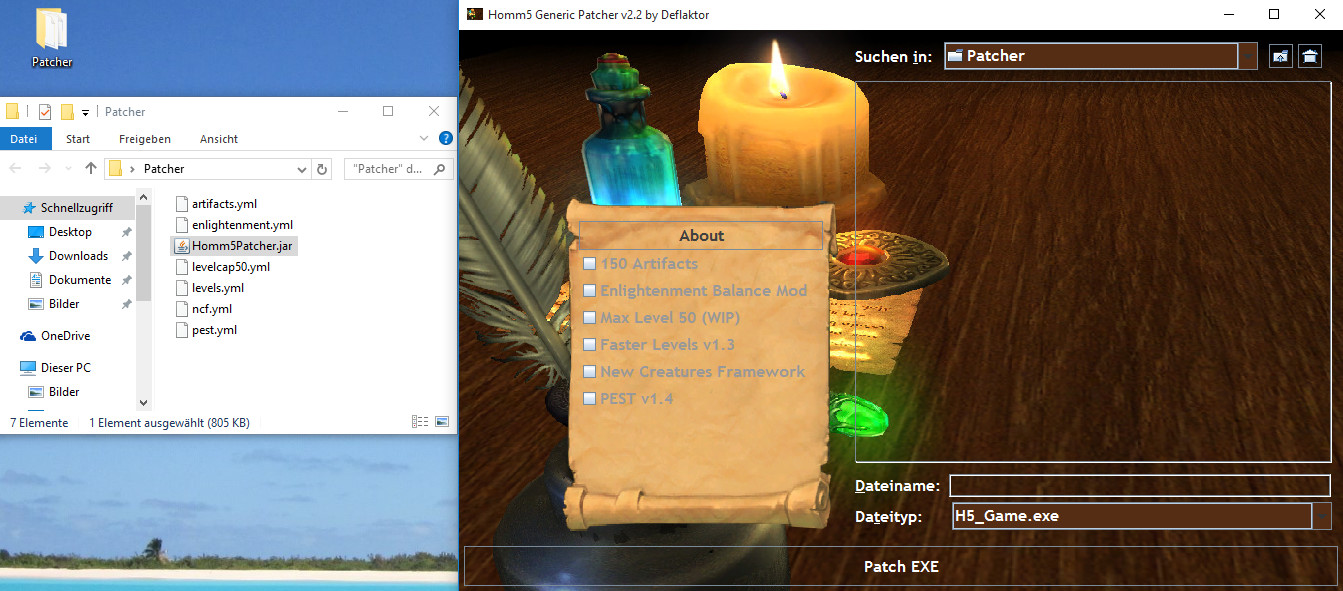 Patcher
Patcher
Datei Start Freigeben Ansicht
Patcher "Patcher" d...
Schnellzugriff
Desktop
Downloads
Dokumente
Bilder
OneDrive
Dieser PC
Bilder
artifacts.yml
enlightenment.yml
Homm5Patcher.jar
levelcap50.yml
levels.yml
ncf.yml
pest.yml
7 Elemente 1 Element ausgewählt (805 KB)
Homm5 Generic Patcher v2.2 by Deflaktor
Suchen in: Patcher
About
150 Artifacts
Enlightenment Balance Mod
Max Level 50 (WIP)
Faster Levels v1.3
New Creatures Framework
PEST v1.4
Dateiname:
Dateityp: H5_Game.exe
Patch EXE